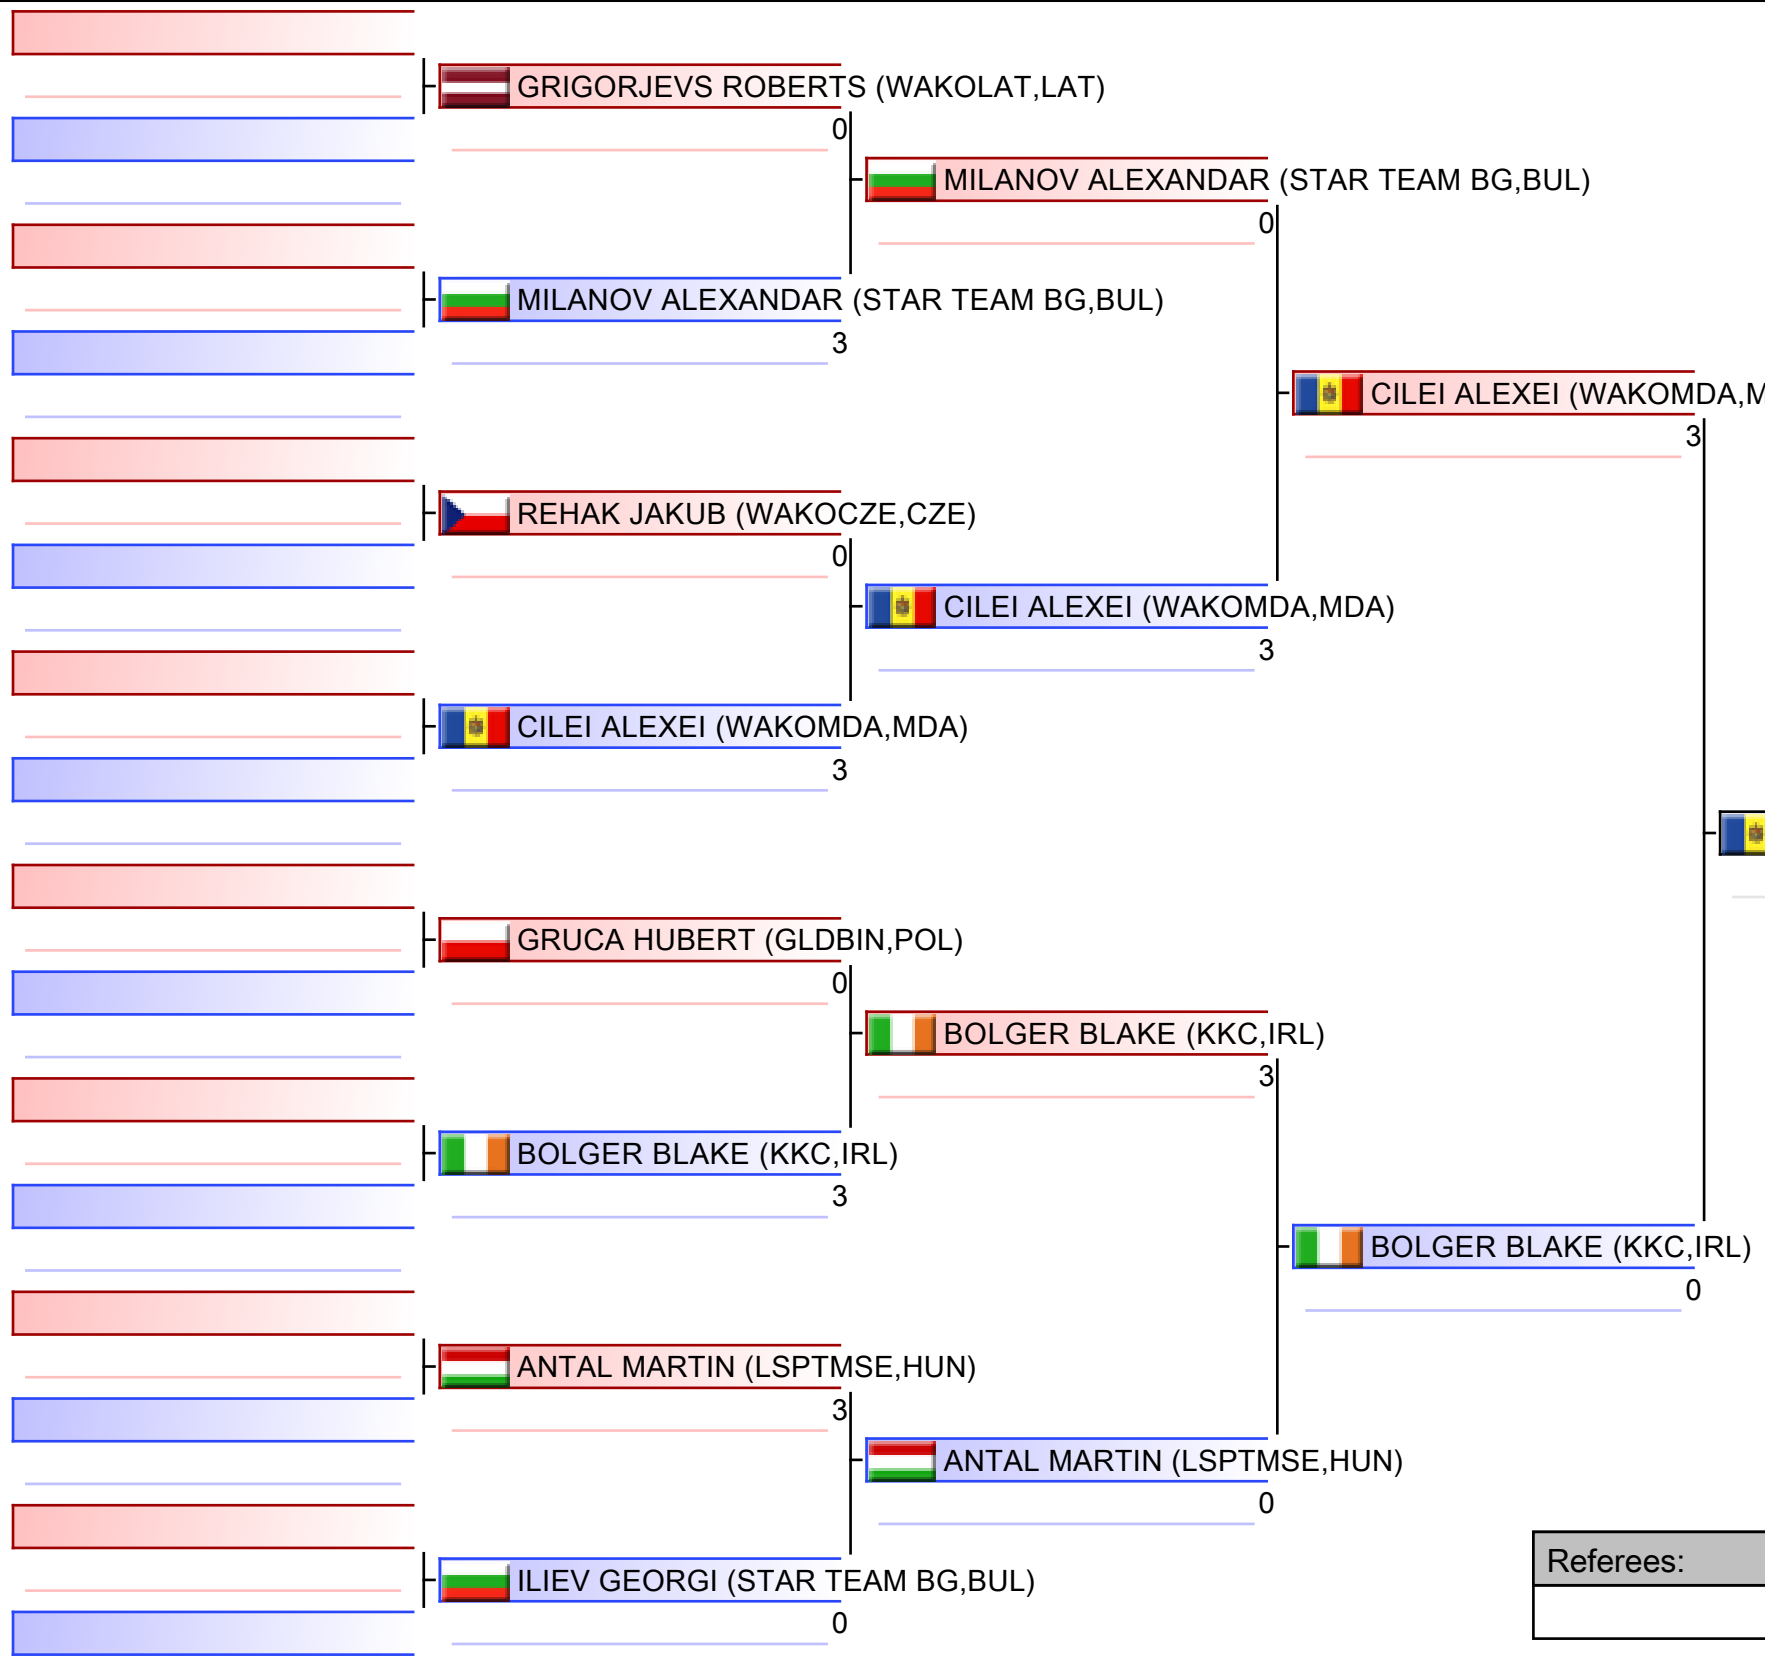 GRIGORJEVS ROBERTS (WAKOLAT,LAT)
0
MILANOV ALEXANDAR (STAR TEAM BG,BUL)
0
MILANOV ALEXANDAR (STAR TEAM BG,BUL)
3
CILEI ALEXEI (WAKOMDA,M
3
REHAK JAKUB (WAKOCZE,CZE)
0
CILEI ALEXEI (WAKOMDA,MDA)
3
CILEI ALEXEI (WAKOMDA,MDA)
3
GRUCA HUBERT (GLDBIN,POL)
0
BOLGER BLAKE (KKC,IRL)
3
BOLGER BLAKE (KKC,IRL)
3
BOLGER BLAKE (KKC,IRL)
0
ANTAL MARTIN (LSPTMSE,HUN)
3
ANTAL MARTIN (LSPTMSE,HUN)
0
ILIEV GEORGI (STAR TEAM BG,BUL)
0
Referees: